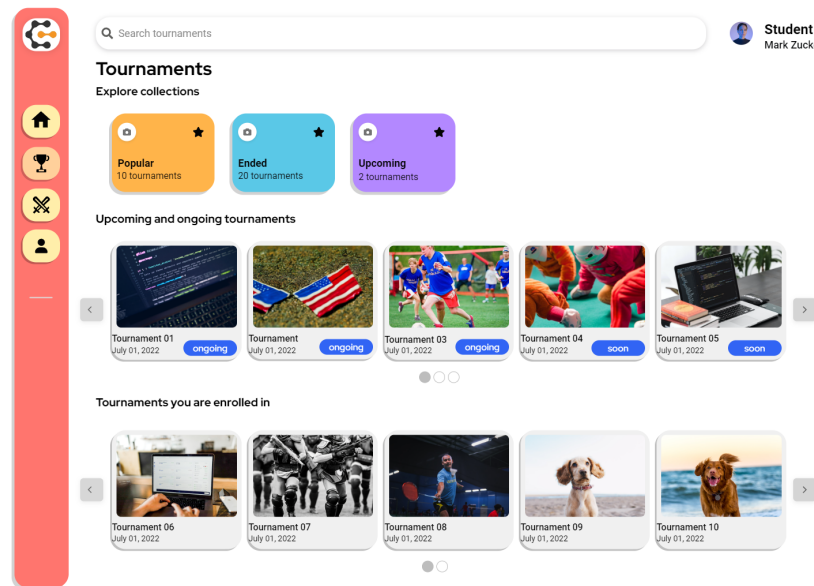 Search tournaments
Student
Mark Zuck
Tournaments
Explore collections
Popular
10 tournaments
Ended
20 tournaments
Upcoming
2 tournaments
Upcoming and ongoing tournaments
Tournament 01
July 01, 2022
ongoing
Tournament
July 01, 2022
ongoing
Tournament 03
July 01, 2022
ongoing
Tournament 04
July 01, 2022
soon
Tournament 05
July 01, 2022
soon
Tournaments you are enrolled in
Tournament 06
July 01, 2022
Tournament 07
July 01, 2022
Tournament 08
July 01, 2022
Tournament 09
July 01, 2022
Tournament 10
July 01, 2022